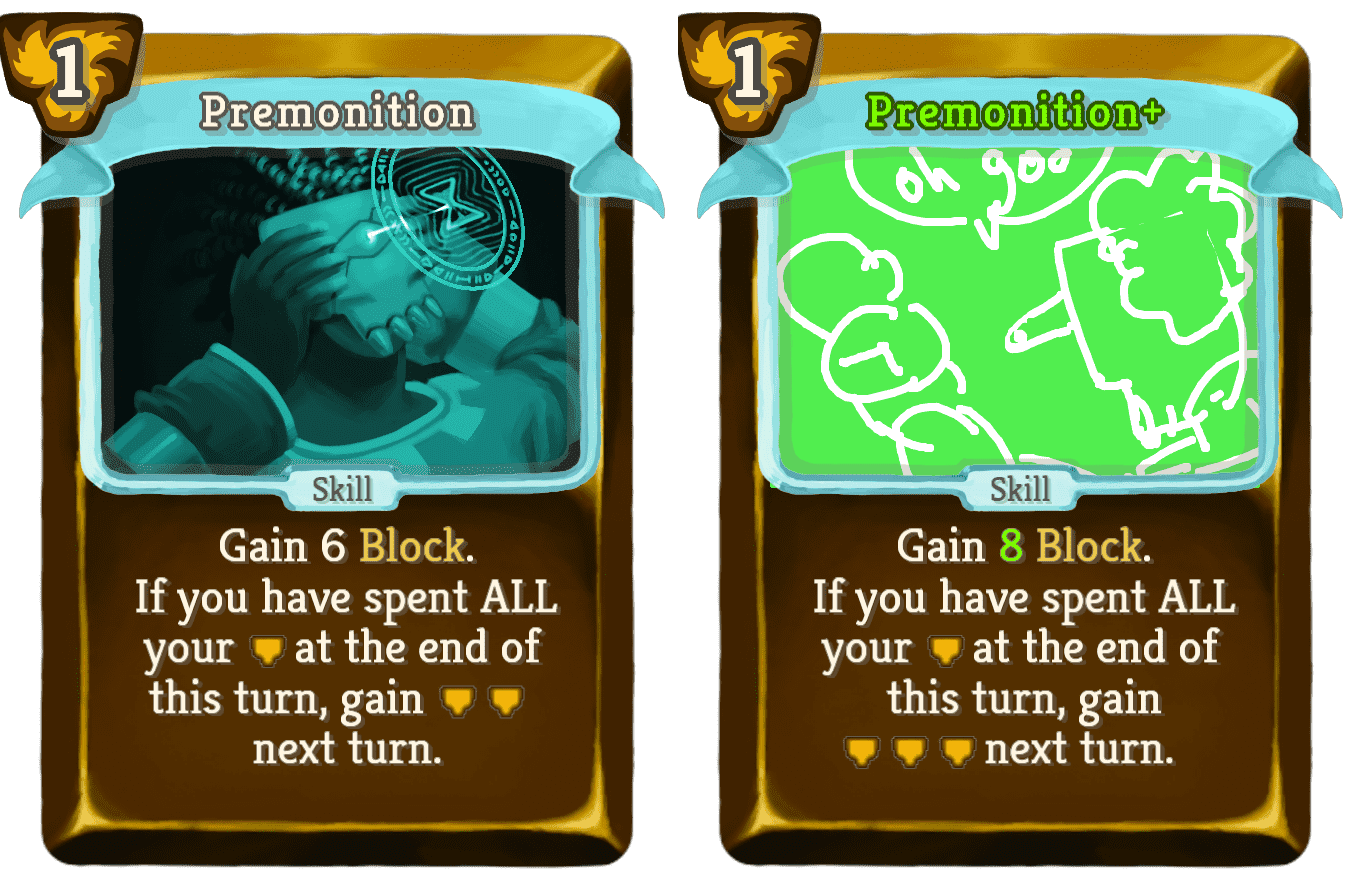 1
Premonition
Skill
Gain 6 Block.
If you have spent ALL
your at the end of
this turn, gain
next turn.
1
Premonition+
oh goo
Skill
Gain 8 Block.
If you have spent ALL
your at the end of
this turn, gain
next turn.